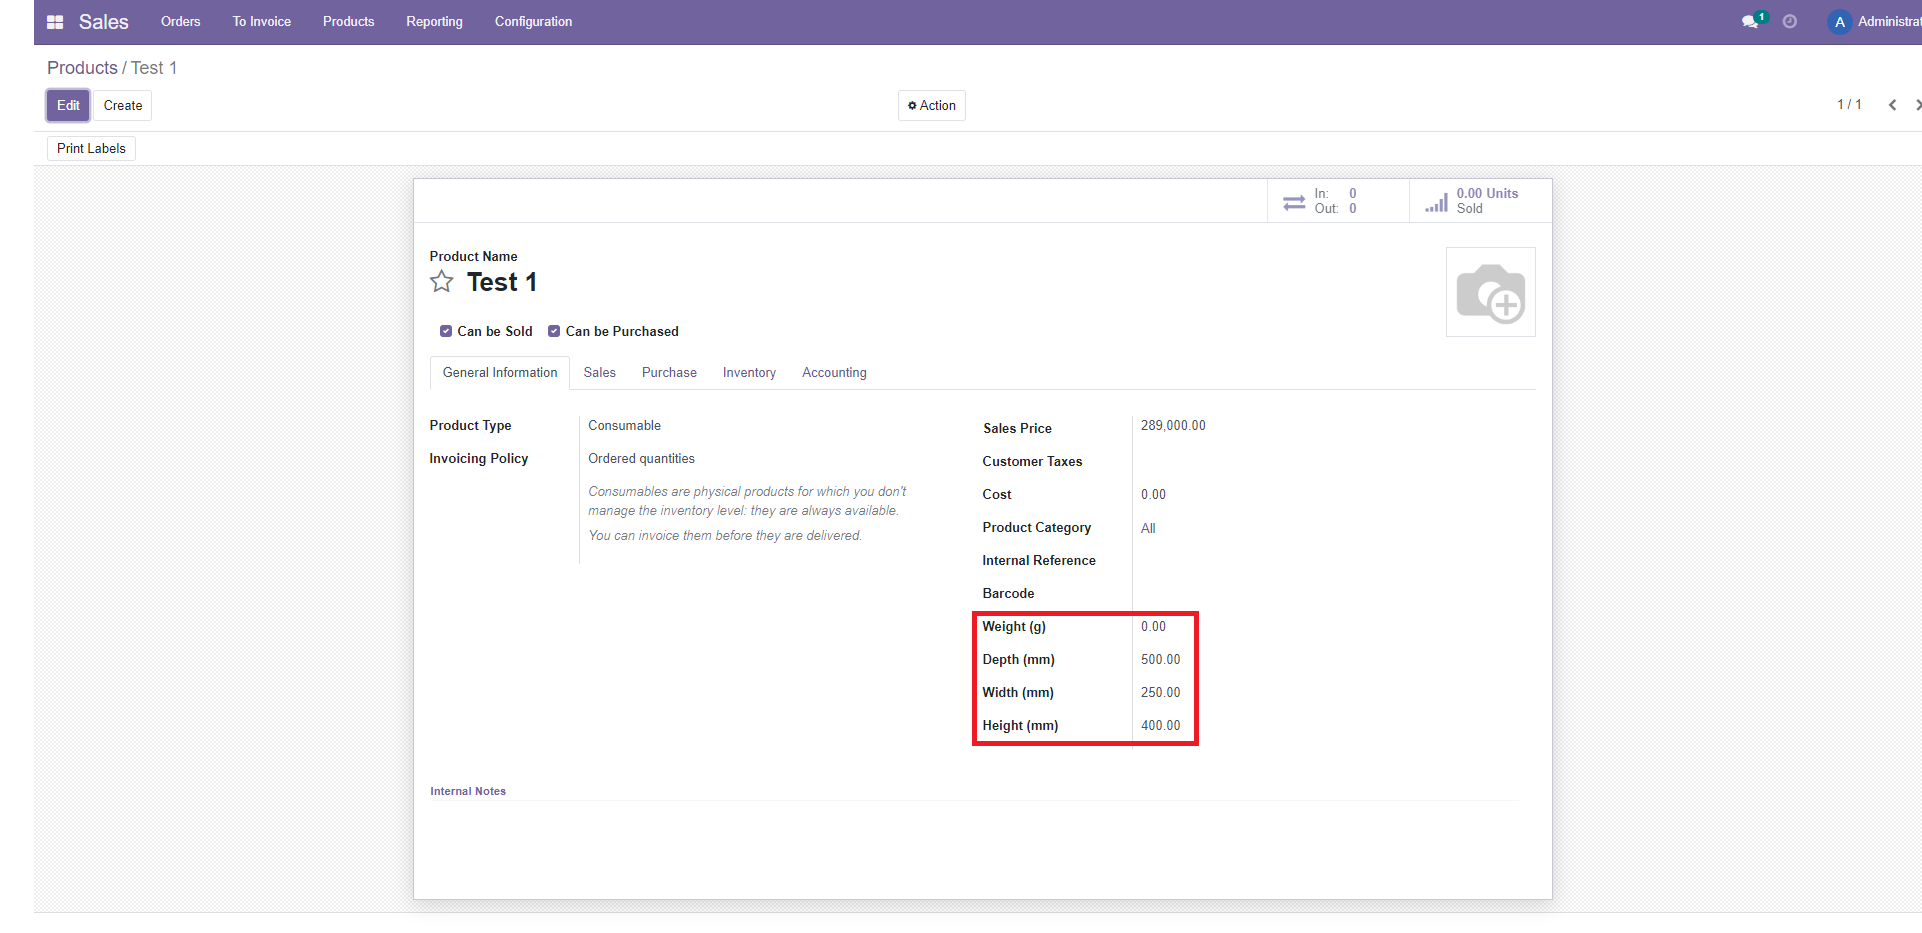 Sales Orders To Invoice Products Reporting Configuration 1 A Administrat
Products / Test 1
Edit Create Action 1 / 1
Print Labels
In: 0 0.00 Units
Out: 0 Sold
Product Name
Test 1
Can be Sold Can be Purchased
General Information Sales Purchase Inventory Accounting
Product Type Consumable
Invoicing Policy Ordered quantities
Consumables are physical products for which you don't
manage the inventory level: they are always available.
You can invoice them before they are delivered.
Sales Price 289,000.00
Customer Taxes
Cost 0.00
Product Category All
Internal Reference
Barcode
Weight (g) 0.00
Depth (mm) 500.00
Width (mm) 250.00
Height (mm) 400.00
Internal Notes